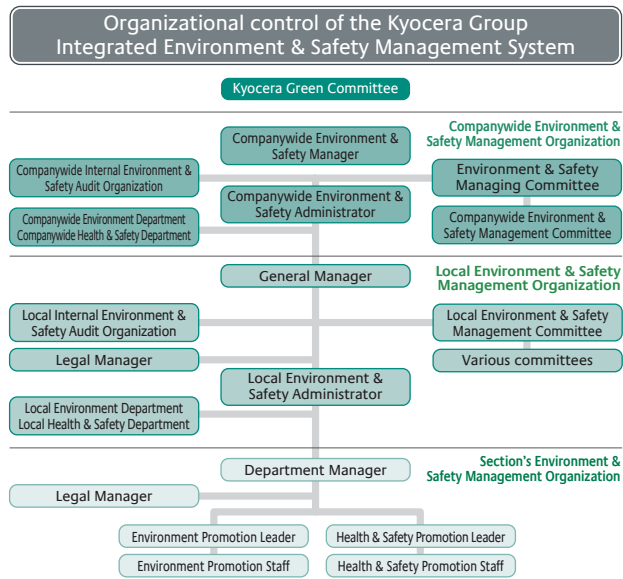 Organizational control of the Kyocera Group
Integrated Environment & Safety Management System
Kyocera Green Committee
Companywide Environment &
Safety Management Organization
Companywide Environment &
Safety Manager
Companywide Internal Environment &
Safety Audit Organization
Environment & Safety
Managing Committee
Companywide Environment &
Safety Administrator
Companywide Environment Department
Companywide Health & Safety Department
Companywide Environment &
Safety Management Committee
General Manager
Local Environment & Safety
Management Organization
Local Internal Environment &
Safety Audit Organization
Local Environment & Safety
Management Committee
Legal Manager
Various committees
Local Environment &
Safety Administrator
Local Environment Department
Local Health & Safety Department
Department Manager
Section's Environment &
Safety Management Organization
Legal Manager
Environment Promotion Leader
Health & Safety Promotion Leader
Environment Promotion Staff
Health & Safety Promotion Staff